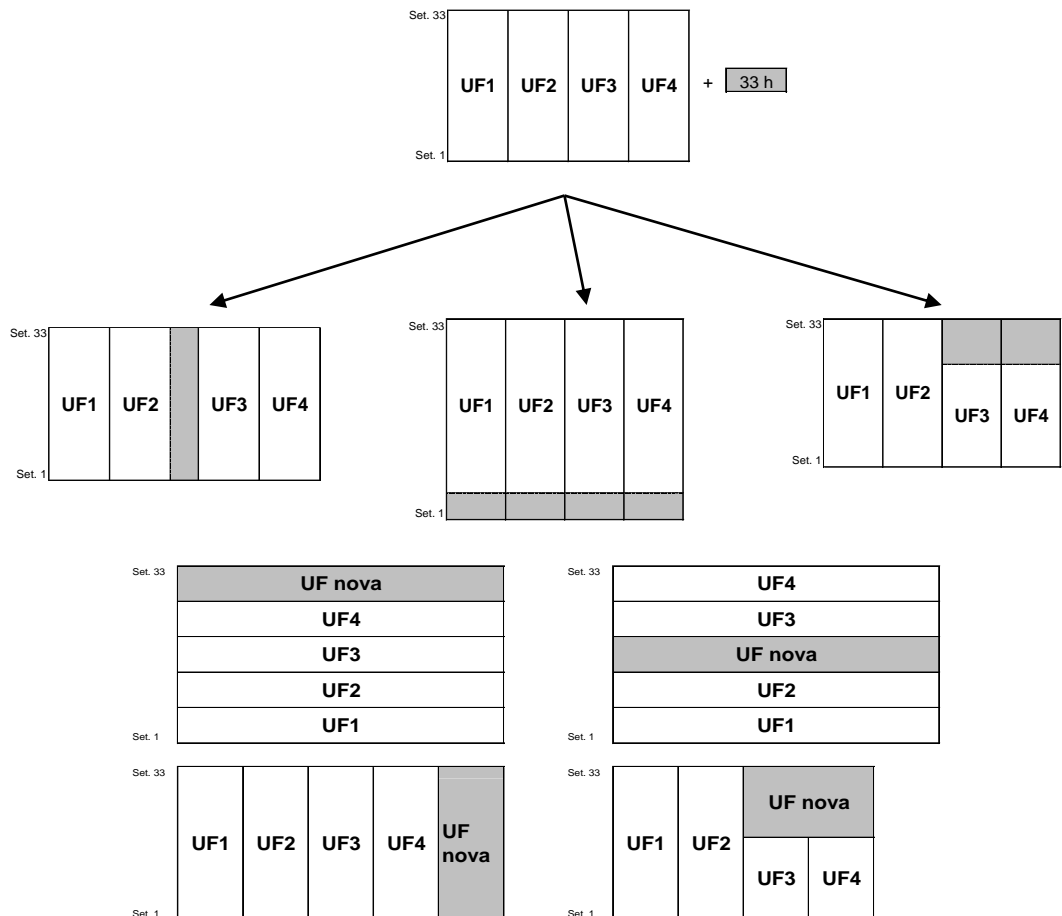 Set. 33
UF1 UF2 UF3 UF4 + 33 h
Set. 1
Set. 33
UF1 UF2 UF3 UF4
Set. 1
Set. 33
UF1 UF2 UF3 UF4
Set. 1
Set. 33
UF1 UF2 UF3 UF4
Set. 1
Set. 33
UF nova
UF4
UF3
UF2
UF1
Set. 1
Set. 33
UF4
UF3
UF nova
UF2
UF1
Set. 1
Set. 33
UF1 UF2 UF3 UF4 UF
nova
Set. 1
Set. 33
UF nova
UF1 UF2
UF3 UF4
Set. 1